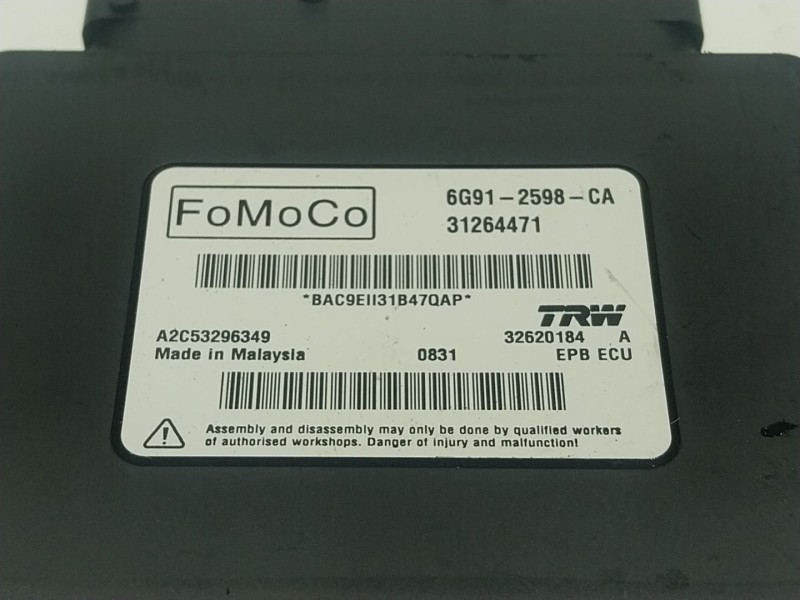 FoMoCo
6G91-2598-CA
31264471
*BAC9EII31B47QAP*
TRW
A2C53296349
32620184 A
Made in Malaysia 0831 EPB ECU
Assembly and disassembly may only be done by qualified workers
of authorised workshops. Danger of injury and malfunction!